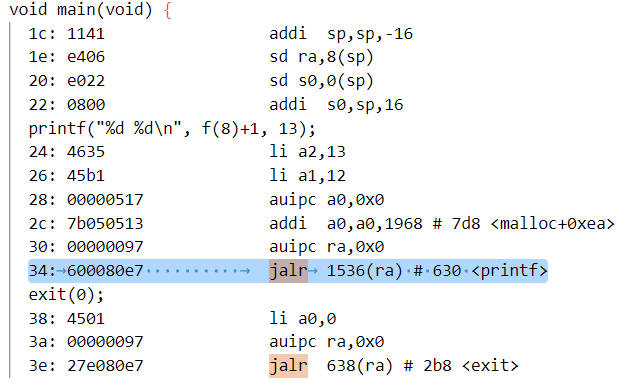 void main(void) {
1c: 1141 addi sp,sp,-16
1e: e406 sd ra,8(sp)
20: e022 sd s0,0(sp)
22: 0800 addi s0,sp,16
printf("%d %d\n", f(8)+1, 13);
24: 4635 li a2,13
26: 45b1 li a1,12
28: 00000517 auipc a0,0x0
2c: 7b050513 addi a0,a0,1968 # 7d8 <malloc+0xea>
30: 00000097 auipc ra,0x0
34:→600080e7··········→ jalr→ 1536(ra)·#·630·<printf>
exit(0);
38: 4501 li a0,0
3a: 00000097 auipc ra,0x0
3e: 27e080e7 jalr 638(ra) # 2b8 <exit>